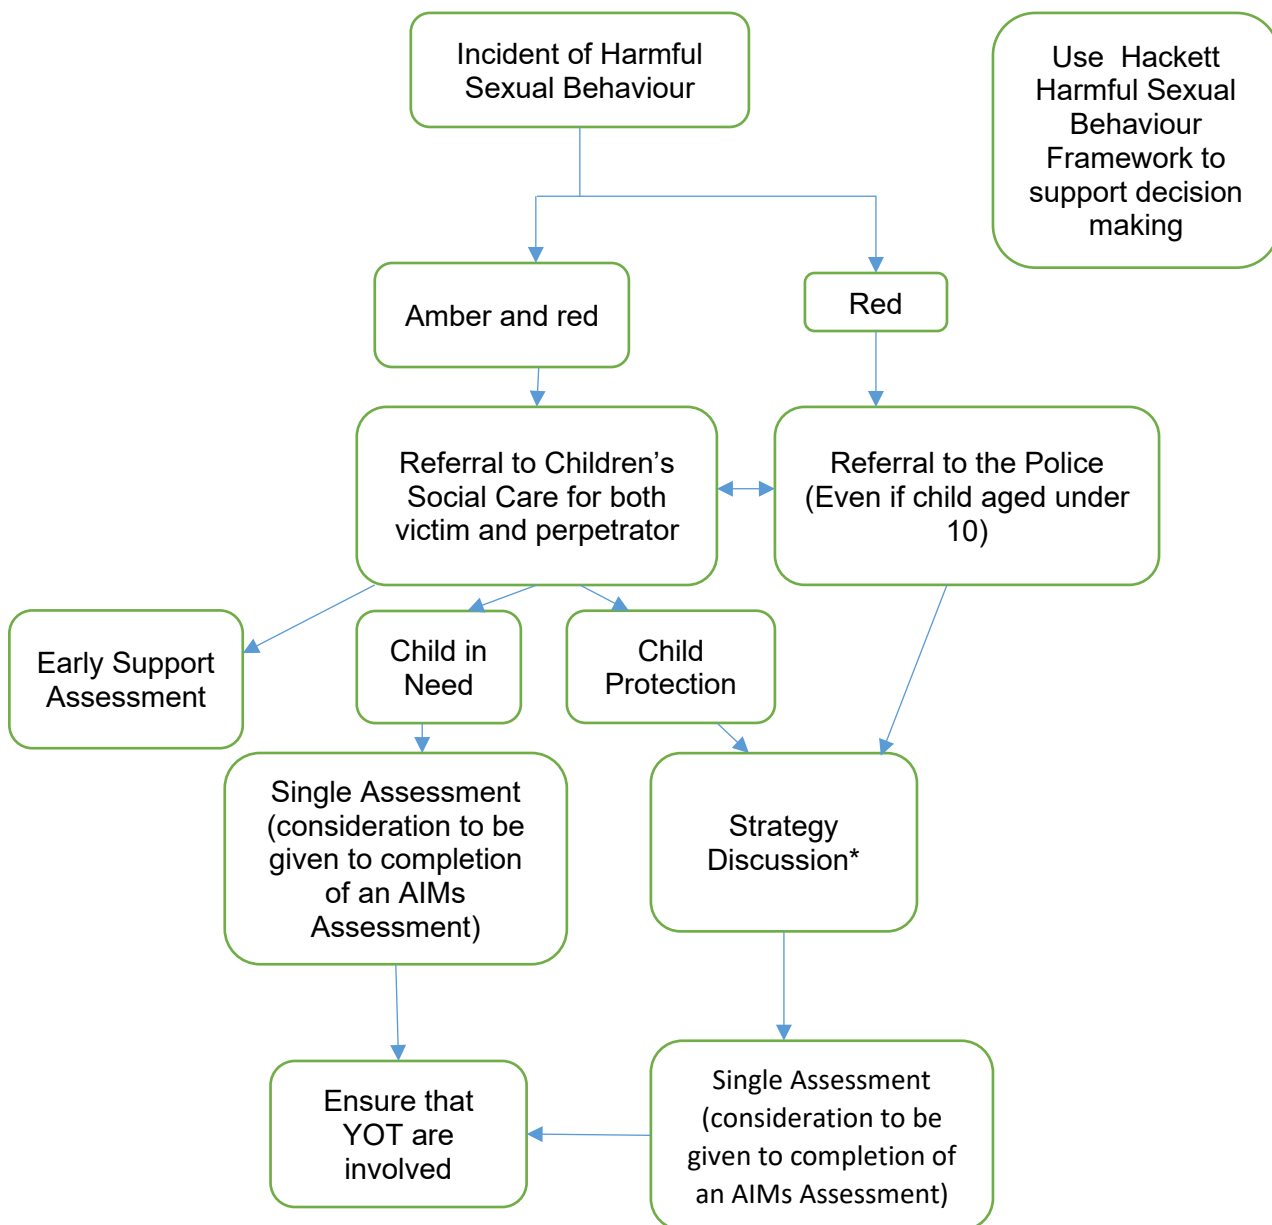 Incident of Harmful
Sexual Behaviour
Use Hackett
Harmful Sexual
Behaviour
Framework to
support decision
making
Amber and red
Red
Referral to Children’s
Social Care for both
victim and perpetrator
Referral to the Police
(Even if child aged under
10)
Early Support
Assessment
Child in
Need
Child
Protection
Single Assessment
(consideration to be
given to completion
of an AIMs
Assessment)
Strategy
Discussion*
Ensure that
YOT are
involved
Single Assessment
(consideration to be
given to completion of
an AIMs Assessment)